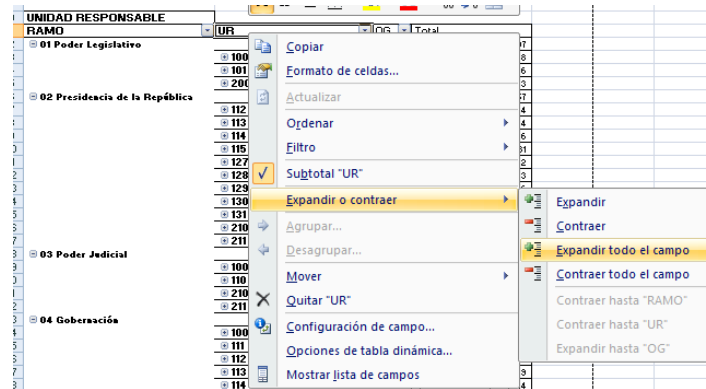 UNIDAD RESPONSABLE
RAMO UR OG Total
01 Poder Legislativo
100
101
200
02 Presidencia de la República
112
113
114
115
127
128
129
130
131
210
211
03 Poder Judicial
100
110
210
211
04 Gobernación
100
111
112
113
114
Copiar
Formato de celdas...
Actualizar
Ordenar
Filtro
Subtotal "UR"
Expandir o contraer
Agrupar...
Desagrupar...
Mover
Quitar "UR"
Configuración de campo...
Opciones de tabla dinámica...
Mostrar lista de campos
Expandir
Contraer
Expandir todo el campo
Contraer todo el campo
Contraer hasta "RAMO"
Contraer hasta "UR"
Expandir hasta "OG"